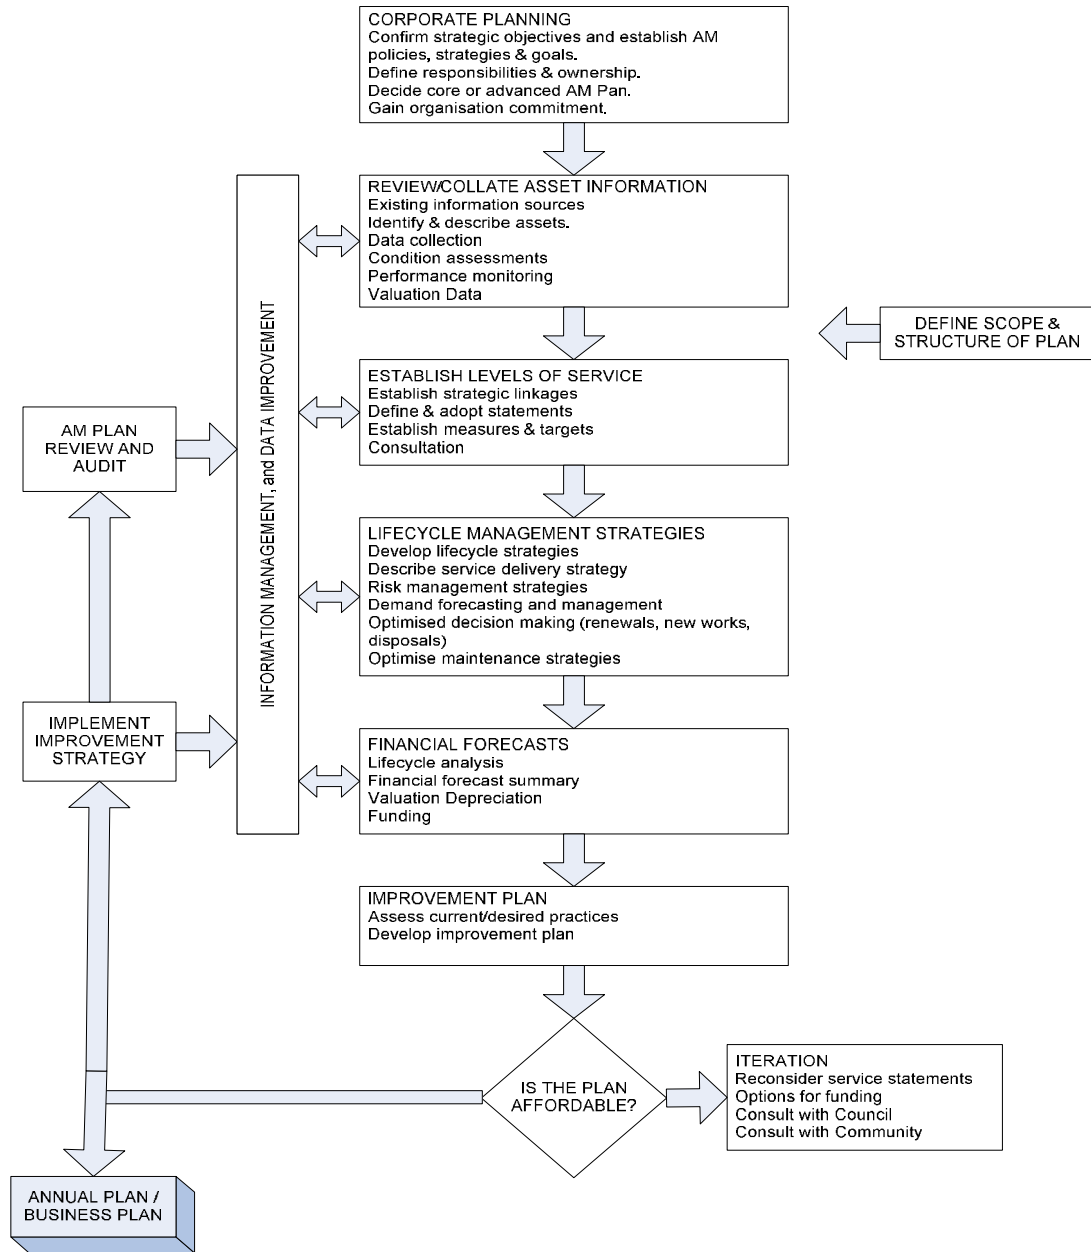 CORPORATE PLANNING
Confirm strategic objectives and establish AM
policies, strategies & goals.
Define responsibilities & ownership.
Decide core or advanced AM Pan.
Gain organisation commitment.
REVIEW/COLLATE ASSET INFORMATION
Existing information sources
Identify & describe assets.
Data collection
Condition assessments
Performance monitoring
Valuation Data
DEFINE SCOPE &
STRUCTURE OF PLAN
INFORMATION MANAGEMENT, and DATA IMPROVEMENT
ESTABLISH LEVELS OF SERVICE
Establish strategic linkages
Define & adopt statements
Establish measures & targets
Consultation
AM PLAN
REVIEW AND
AUDIT
LIFECYCLE MANAGEMENT STRATEGIES
Develop lifecycle strategies
Describe service delivery strategy
Risk management strategies
Demand forecasting and management
Optimised decision making (renewals, new works,
disposals)
Optimise maintenance strategies
IMPLEMENT
IMPROVEMENT
STRATEGY
FINANCIAL FORECASTS
Lifecycle analysis
Financial forecast summary
Valuation Depreciation
Funding
IMPROVEMENT PLAN
Assess current/desired practices
Develop improvement plan
IS THE PLAN
AFFORDABLE?
ITERATION
Reconsider service statements
Options for funding
Consult with Council
Consult with Community
ANNUAL PLAN /
BUSINESS PLAN